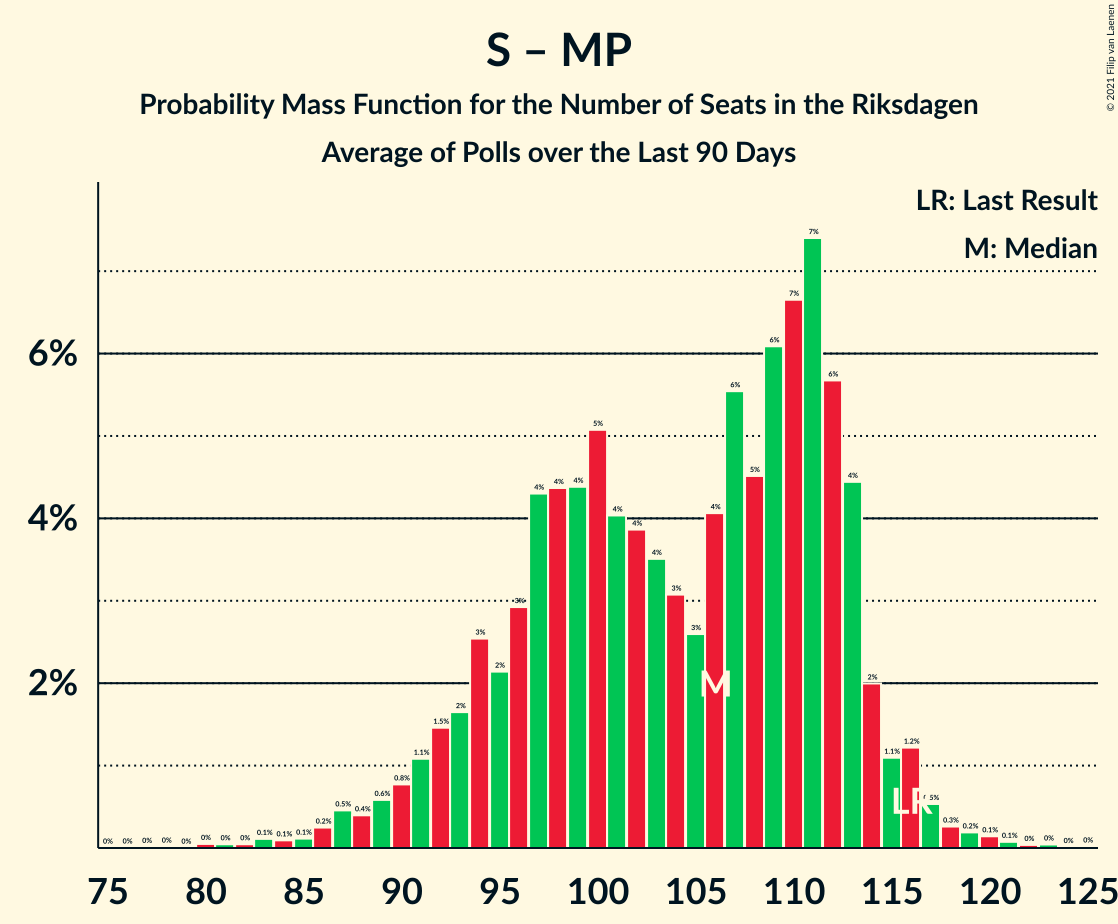 © 2021 Filip van Laenen
S – MP
Probability Mass Function for the Number of Seats in the Riksdagen
Average of Polls over the Last 90 Days
LR: Last Result
M: Median
6%
4%
2%
0% 0% 0% 0% 0% 0% 0% 0% 0.1% 0.1% 0.1% 0.2% 0.5% 0.4% 0.6% 0.8% 1.1% 1.5% 2% 3% 2% 3% 4% 4% 4% 5% 4% 4% 4% 3% 3% 4% 6% 5% 6% 7% 7% 6% 4% 2% 1.1% 1.2% 0.5% 0.3% 0.2% 0.1% 0.1% 0% 0% 0% 0%
M
LR
75 80 85 90 95 100 105 110 115 120 125